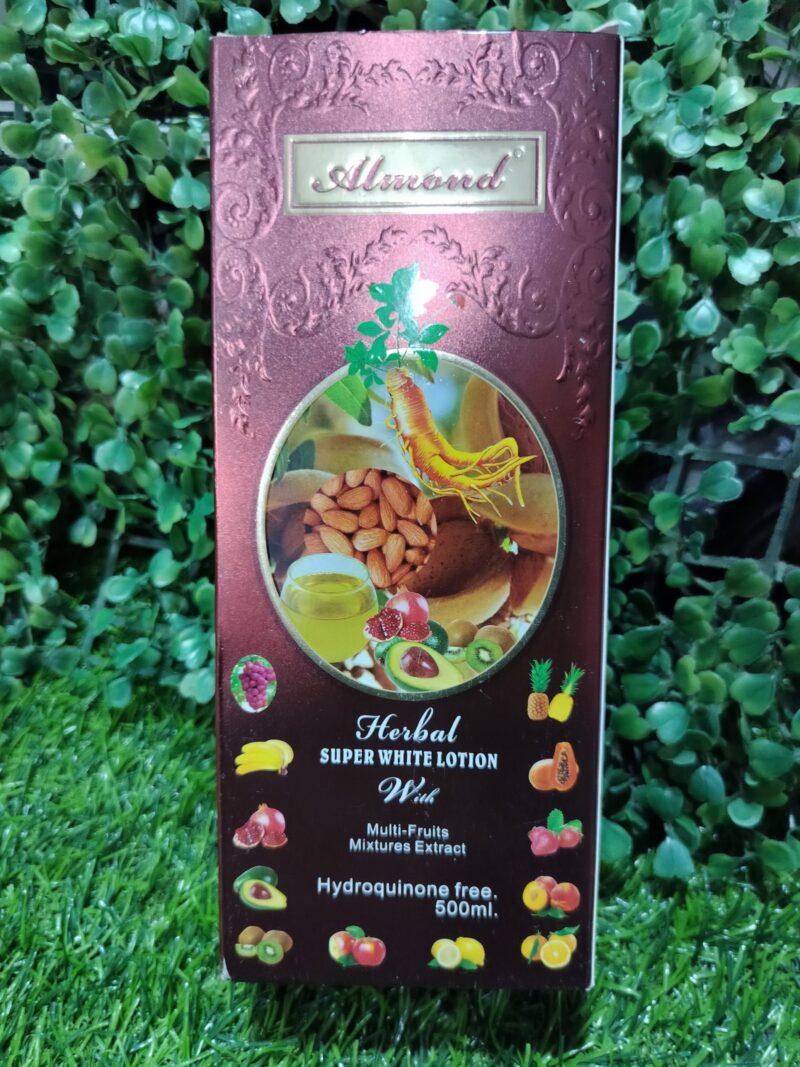 Almond
Herbal
SUPER WHITE LOTION
With
Multi-Fruits
Mixtures Extract
Hydroquinone free.
500ml.